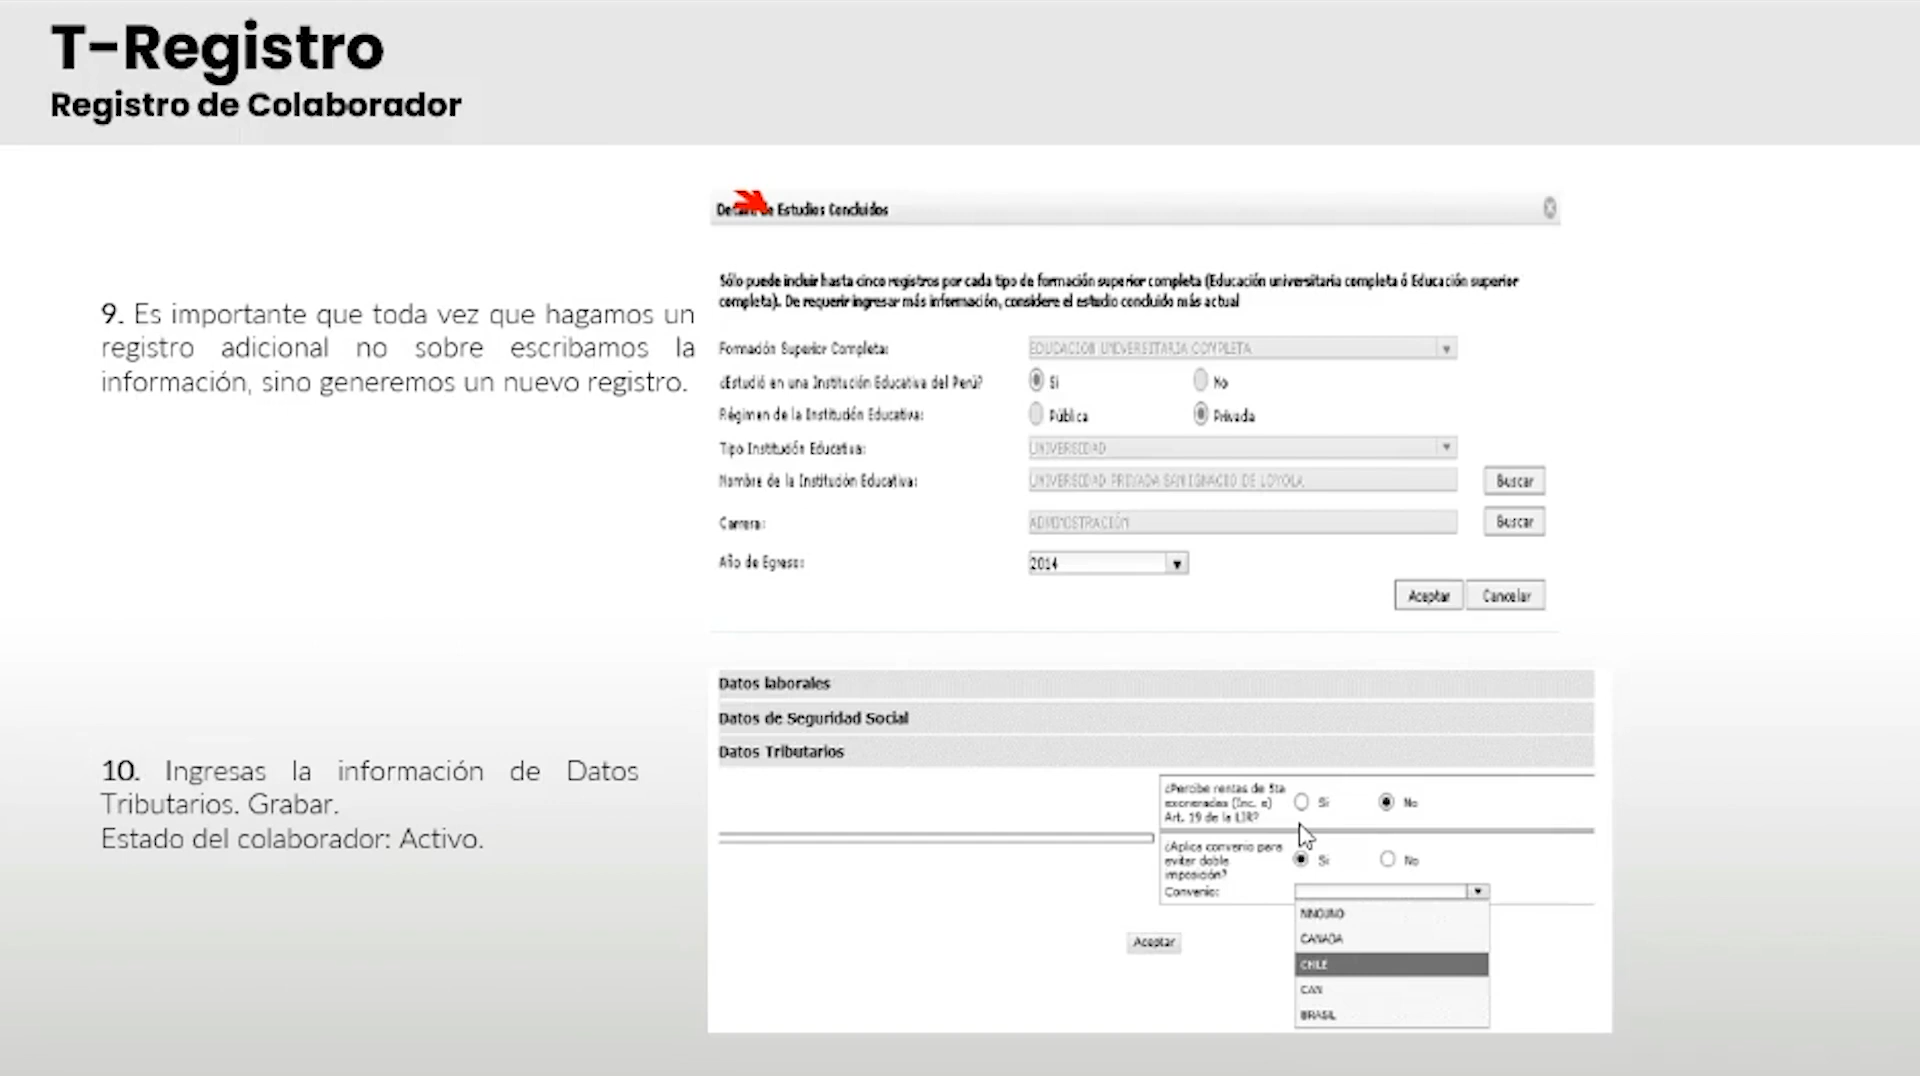 T-Registro
Registro de Colaborador
9. Es importante que toda vez que hagamos un
registro adicional no sobre escribamos la
información, sino generemos un nuevo registro.
10. Ingresas la información de Datos
Tributarios. Grabar.
Estado del colaborador: Activo.
de Estudios Concluidos
Sólo puede incluir hasta cinco registros por cada tipo de formación superior completa (Educación universitaria completa ó Educación superior
completa). De requerir ingresar más información, considere el estudio concluido más actual
Formación Superior Completa: EDUCACION UNIVERSITARIA COMPLETA
¿Estudió en una Institución Educativa del Perú? Si No
Régimen de la Institución Educativa: Pública Privada
Tipo Institución Educativa: UNIVERSIDAD
Nombre de la Institución Educativa: UNIVERSIDAD PRIVADA SAN IGNACIO DE LOYOLA Buscar
Carrera: ADMINISTRACIÓN Buscar
Año de Egreso: 2014
Aceptar Cancelar
Datos laborales
Datos de Seguridad Social
Datos Tributarios
¿Percibe rentas de 5ta
exoneradas (Inc. e) Si No
Art. 19 de la LIR?
¿Aplica convenio para
evitar doble Si No
imposición?
Convenio:
NINGUNO
CANADA
CHILE
CAN
BRASIL
Aceptar